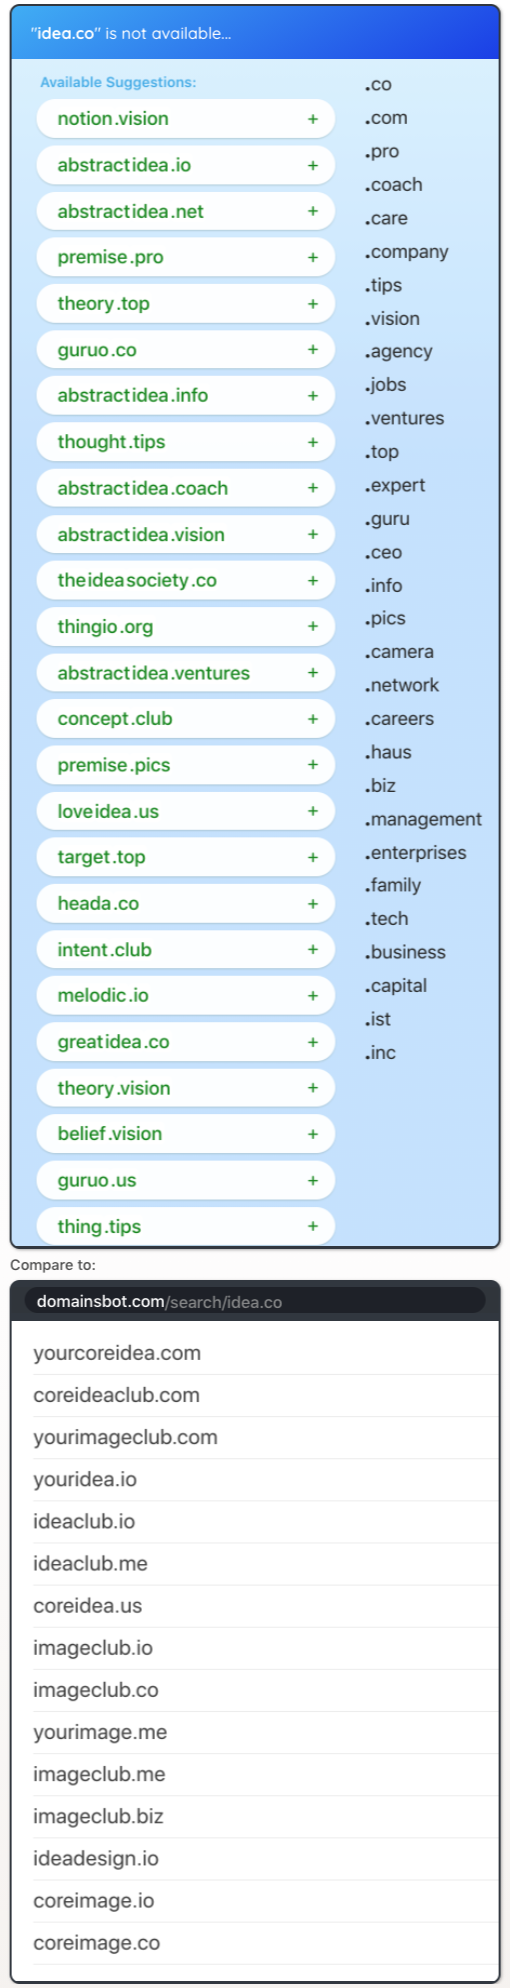 "idea.co" is not available...
Available Suggestions:
notion.vision +
abstractidea.io +
abstractidea.net +
premise.pro +
theory.top +
guruo.co +
abstractidea.info +
thought.tips +
abstractidea.coach +
abstractidea.vision +
theideasociety.co +
thingio.org +
abstractidea.ventures +
concept.club +
premise.pics +
loveidea.us +
target.top +
heada.co +
intent.club +
melodic.io +
greatidea.co +
theory.vision +
belief.vision +
guruo.us +
thing.tips +
.co
.com
.pro
.coach
.care
.company
.tips
.vision
.agency
.jobs
.ventures
.top
.expert
.guru
.ceo
.info
.pics
.camera
.network
.careers
.haus
.biz
.management
.enterprises
.family
.tech
.business
.capital
.ist
.inc
Compare to:
domainsbot.com/search/idea.co
yourcoreidea.com
coreideaclub.com
yourimageclub.com
youridea.io
ideaclub.io
ideaclub.me
coreidea.us
imageclub.io
imageclub.co
yourimage.me
imageclub.me
imageclub.biz
ideadesign.io
coreimage.io
coreimage.co